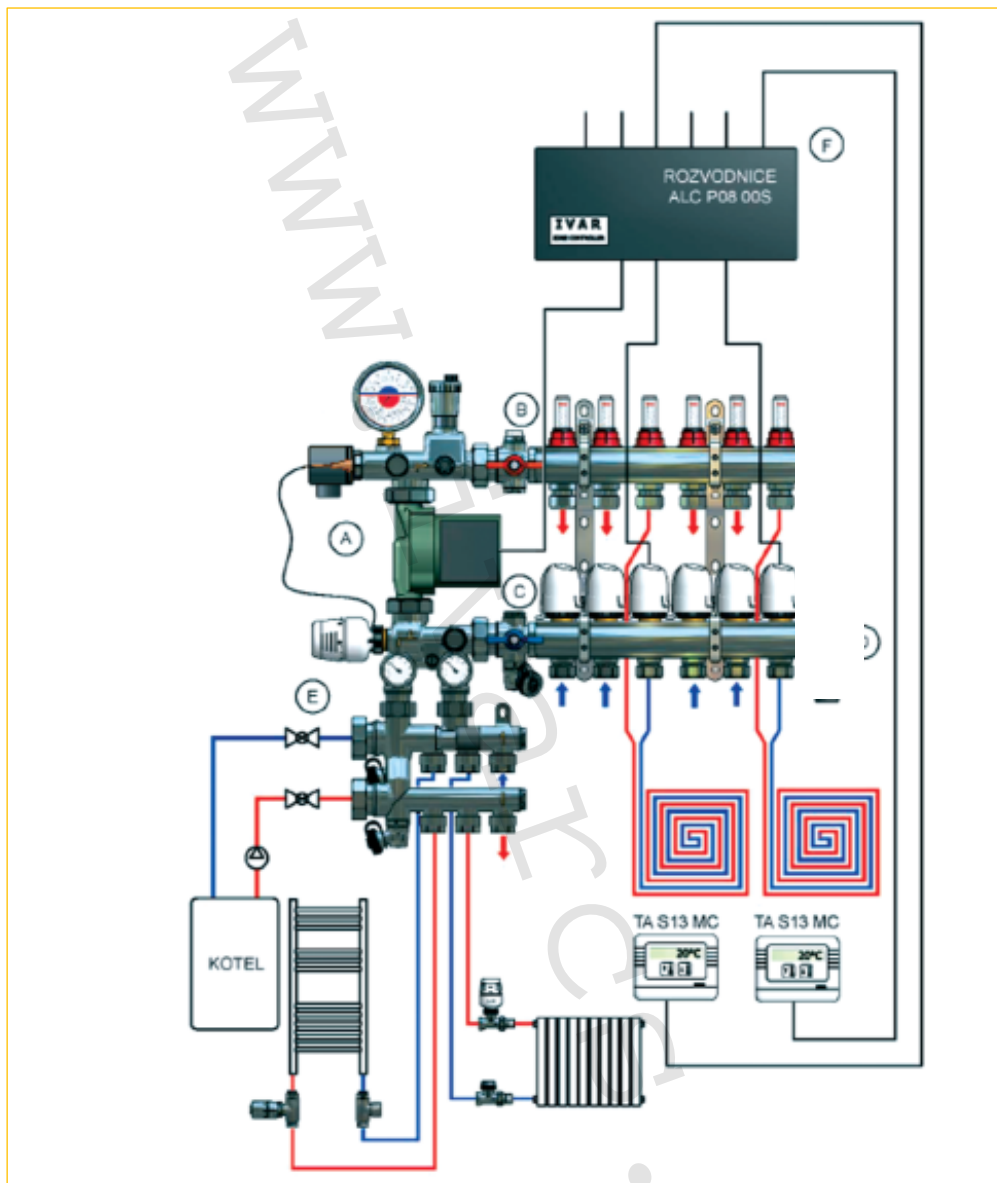 F
ROZVODNICE
ALC P08 00S
IVAR
B
A
C
E
TA S13 MC
TA S13 MC
20°C
20°C
KOTEL